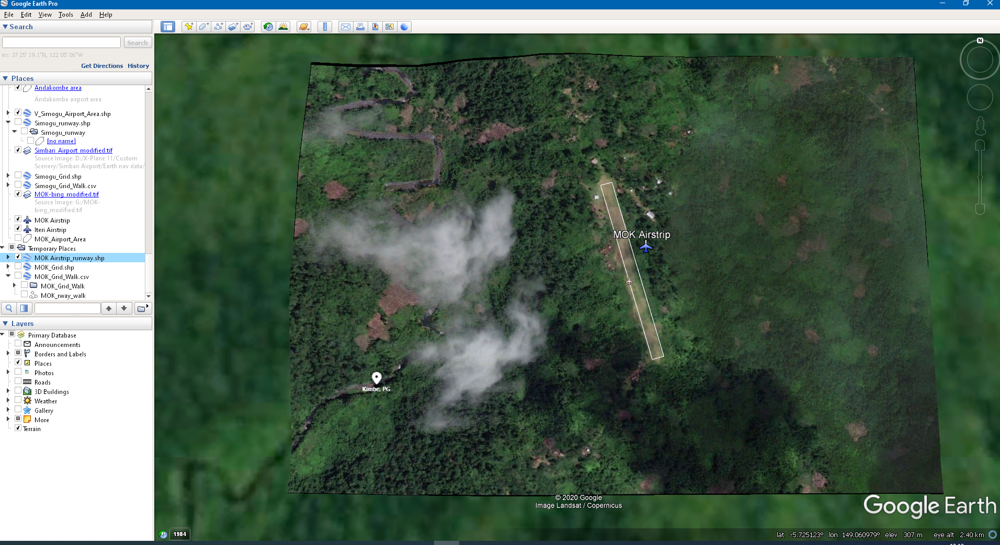 Google Earth Pro
File Edit View Tools Add Help
Search
Search
ex: 37 25' 19.1"N, 122 05' 06"W
Get Directions History
Places
Andakombe area
Andakombe airport area
V_Simogu_Airport_Area.shp
Simogu_runway.shp
Simogu_runway
[no name]
Simbari_Airport_modified.tif
Source Image: D:/X-Plane 11/Custom
Scenery/Simbari Airport/Earth nav data/
Simogu_Grid.shp
Simogu_Grid_Walk.csv
MOK-bing_modified.tif
Source Image: G:/MOK-
bing_modified.tif
MOK Airstrip
Iteri Airstrip
MOK_Airport_Area
Temporary Places
MOK Airstrip_runway.shp
MOK_Grid.shp
MOK_Grid_Walk.csv
MOK_Grid_Walk
MOK_rway_walk
Layers
Primary Database
Announcements
Borders and Labels
Places
Photos
Roads
3D Buildings
Weather
Gallery
More
Terrain
N
MOK Airstrip
Kimbe, PG
© 2020 Google
Image Landsat / Copernicus
Google Earth
1984
lat -5.725123° lon 149.060979° elev 307 m eye alt 2.40 km